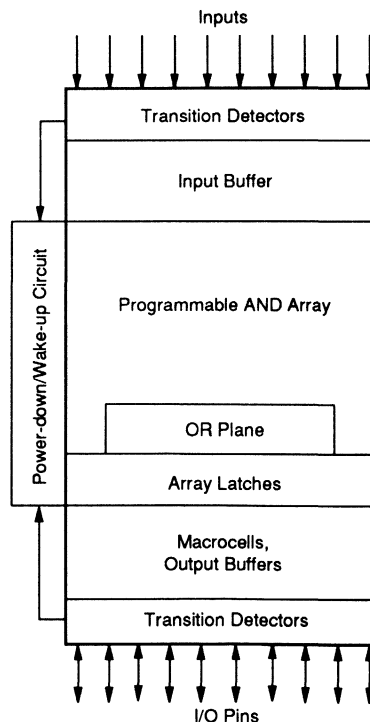 Inputs
Transition Detectors
Input Buffer
Power-down/Wake-up Circuit
Programmable AND Array
OR Plane
Array Latches
Macrocells,
Output Buffers
Transition Detectors
I/O Pins